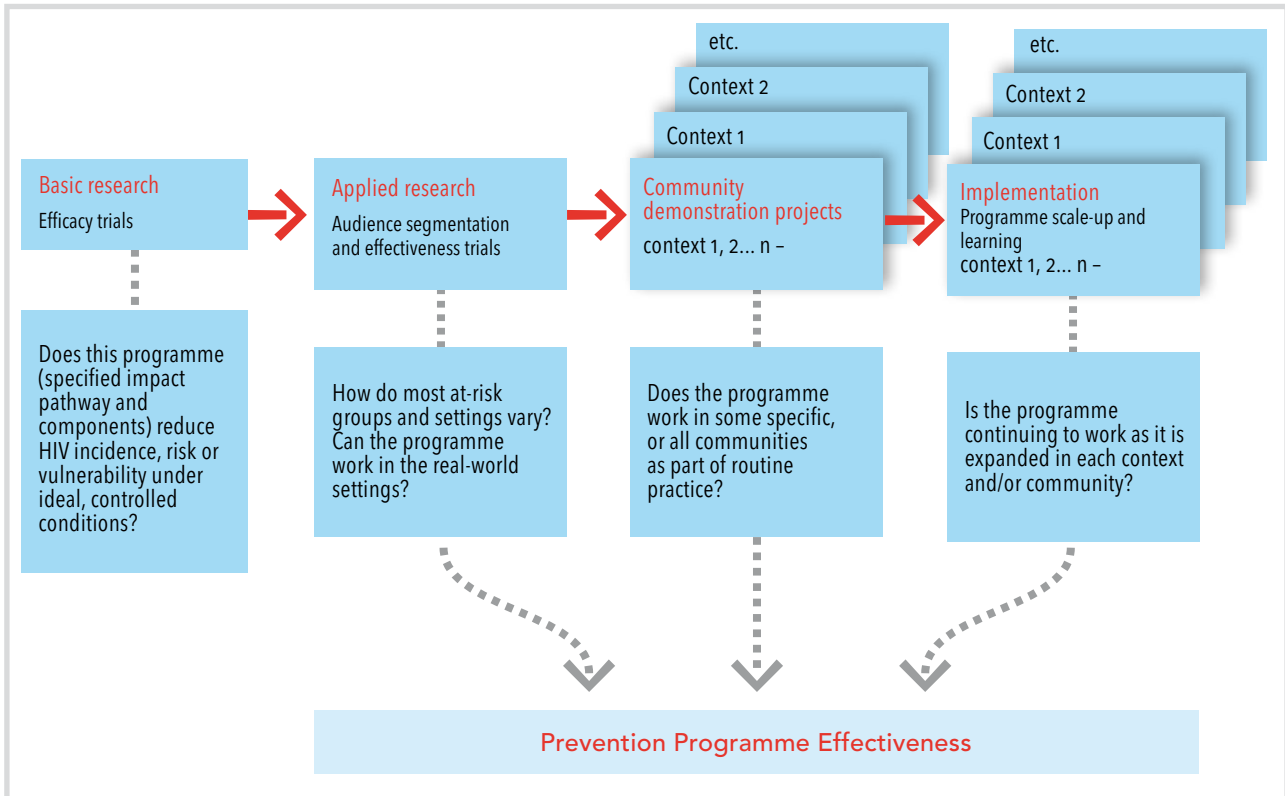 Basic research
Efficacy trials
Applied research
Audience segmentation
and effectiveness trials
etc.
Context 2
Context 1
Community
demonstration projects
context 1, 2... n –
etc.
Context 2
Context 1
Implementation
Programme scale-up and
learning
context 1, 2... n –
Does this programme
(specified impact
pathway and
components) reduce
HIV incidence, risk or
vulnerability under
ideal, controlled
conditions?
How do most at-risk
groups and settings vary?
Can the programme
work in the real-world
settings?
Does the programme
work in some specific,
or all communities
as part of routine
practice?
Is the programme
continuing to work as it is
expanded in each context
and/or community?
Prevention Programme Effectiveness